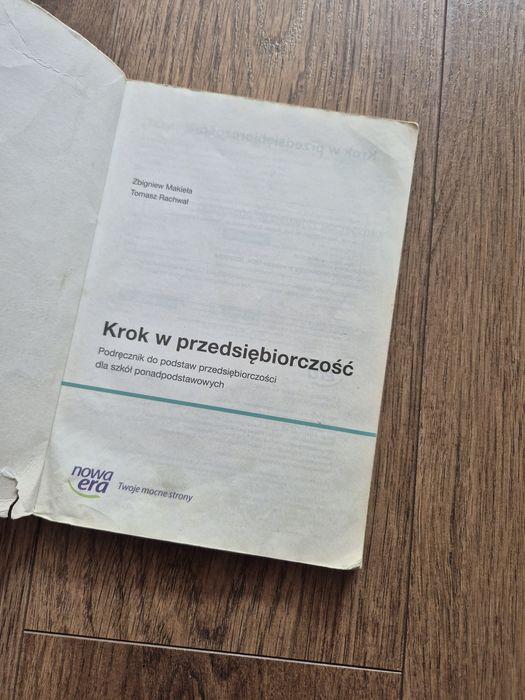 Zbigniew Makieła
Tomasz Rachwał
Krok w przedsiębiorczość
Podręcznik do podstaw przedsiębiorczości
dla szkół ponadpodstawowych
nowa
era
Twoje mocne strony